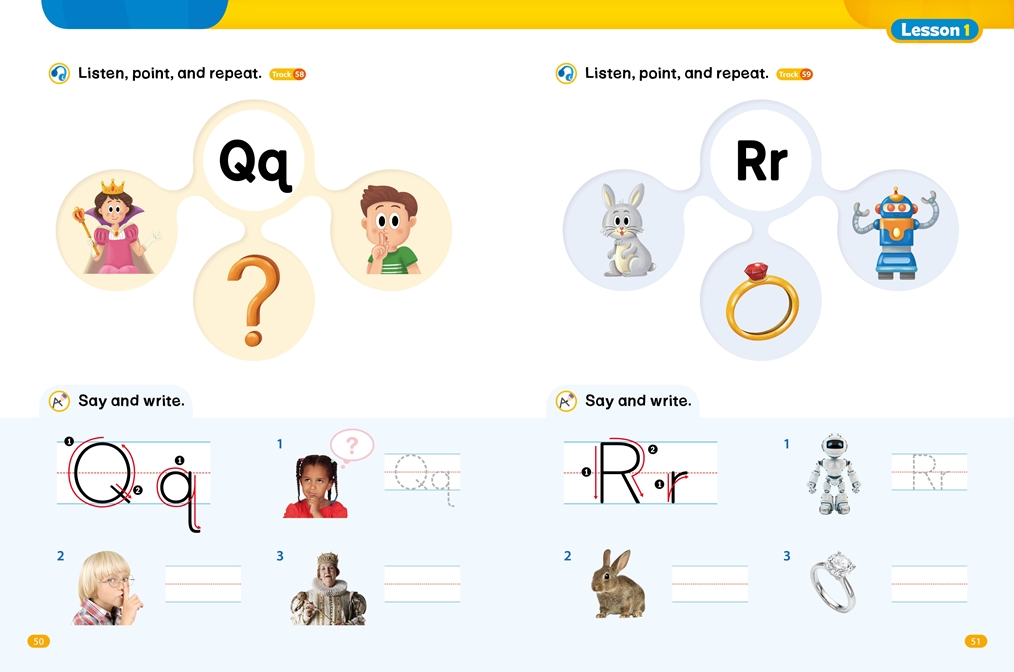 Lesson 1
Listen, point, and repeat. Track 58
Qq
?
Say and write.
1
2
Q
1
q
1
?
Qq
2
3
50
Listen, point, and repeat. Track 59
Rr
Say and write.
1
2
R
1
r
1
Rr
2
3
51